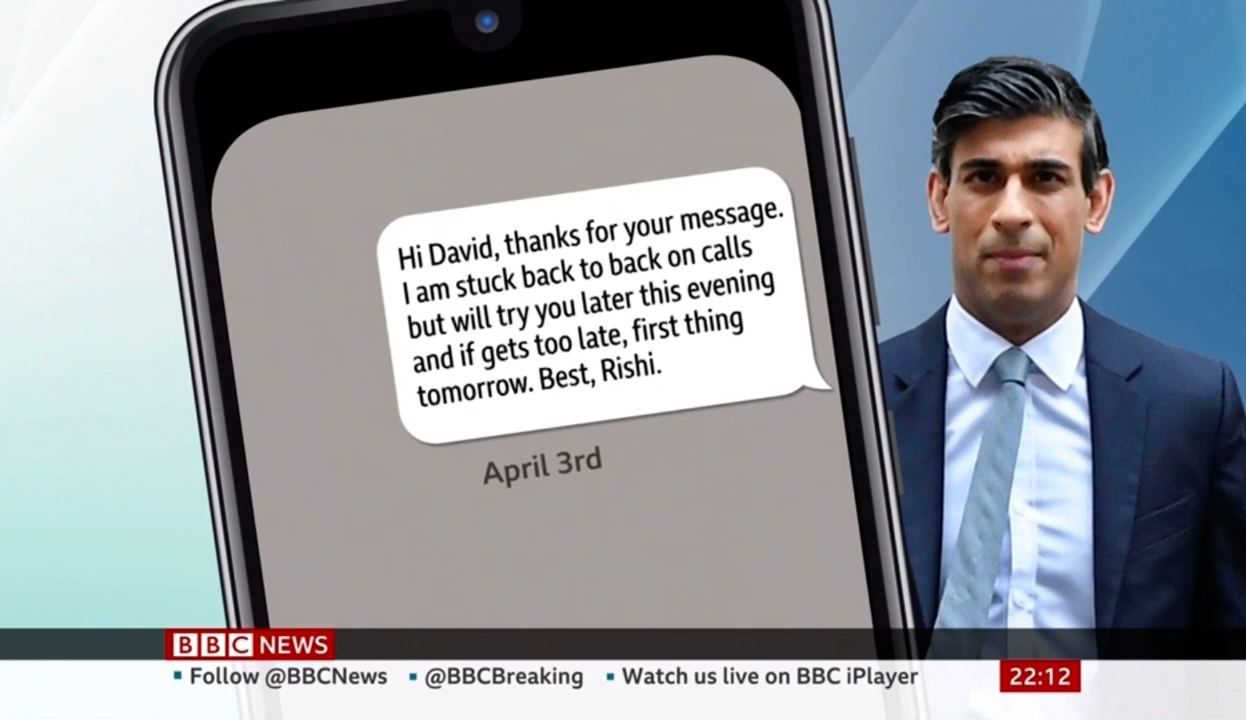 Hi David, thanks for your message.
I am stuck back to back on calls
but will try you later this evening
and if gets too late, first thing
tomorrow. Best, Rishi.
April 3rd
BBC NEWS
Follow @BBCNews @BBCBreaking Watch us live on BBC iPlayer 22:12